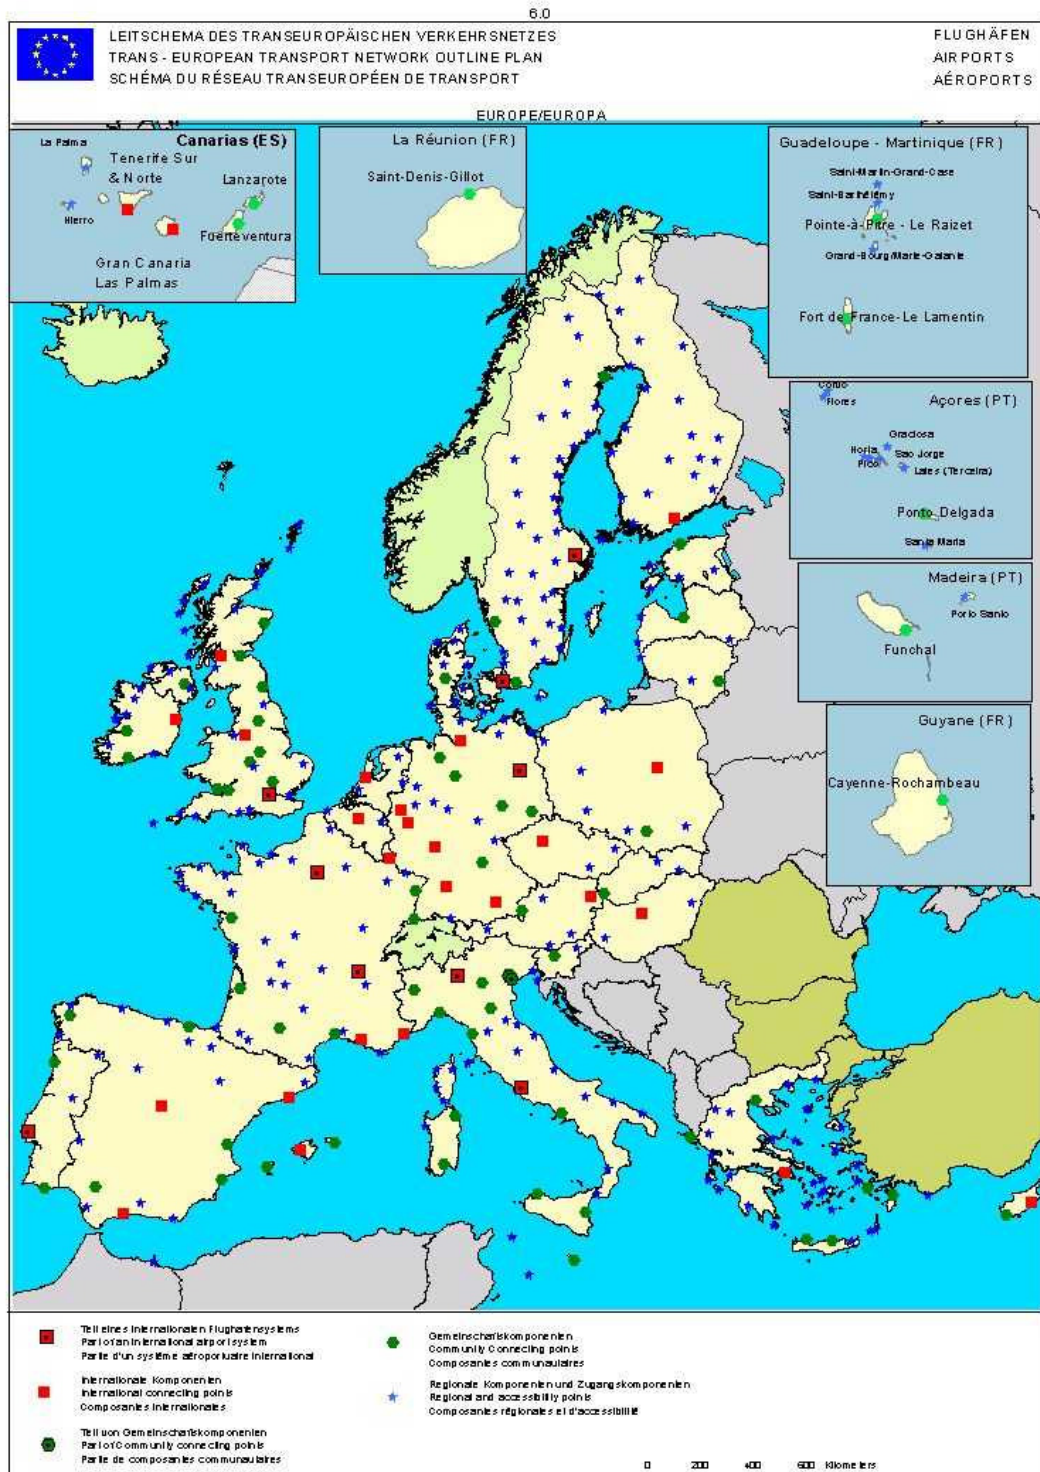 6.0
LEITSCHEMA DES TRANSEUROPÄISCHEN VERKEHRSNETZES
TRANS - EUROPEAN TRANSPORT NETWORK OUTLINE PLAN
SCHÉMA DU RÉSEAU TRANSEUROPÉEN DE TRANSPORT
FLUGHÄFEN
AIRPORTS
AÉROPORTS
EUROPE/EUROPA
Canarias (ES)
La Palma
Tenerife Sur
& Norte
Lanzarote
Hierro
Fuerteventura
Gran Canaria
Las Palmas
La Réunion (FR)
Saint-Denis-Gillot
Guadeloupe - Martinique (FR)
Saint-Martin-Grand-Case
Saint-Barthélémy
Pointe-à-Pitre - Le Raizet
Grand-Bourg/Marie-Galante
Fort de France-Le Lamentin
Açores (PT)
Corvo
Flores
Graciosa
Horta
Sao Jorge
Pico
Lajes (Terceira)
Ponto Delgada
Santa Maria
Madeira (PT)
Porto Santo
Funchal
Guyane (FR)
Cayenne-Rochambeau
Teil eines Internationalen Flughafensystems
Part of an international airport system
Partie d'un système aéroportuaire international
Internationale Komponenten
International connecting points
Composantes internationales
Teil von Gemeinschaftskomponenten
Part of Community connecting points
Partie de composantes communautaires
Gemeinschaftskomponenten
Community Connecting points
Composantes communautaires
Regionale Komponenten und Zugangskomponenten
Regional and accessibility points
Composantes régionales et d'accessibilité
0 200 400 600 Kilometers